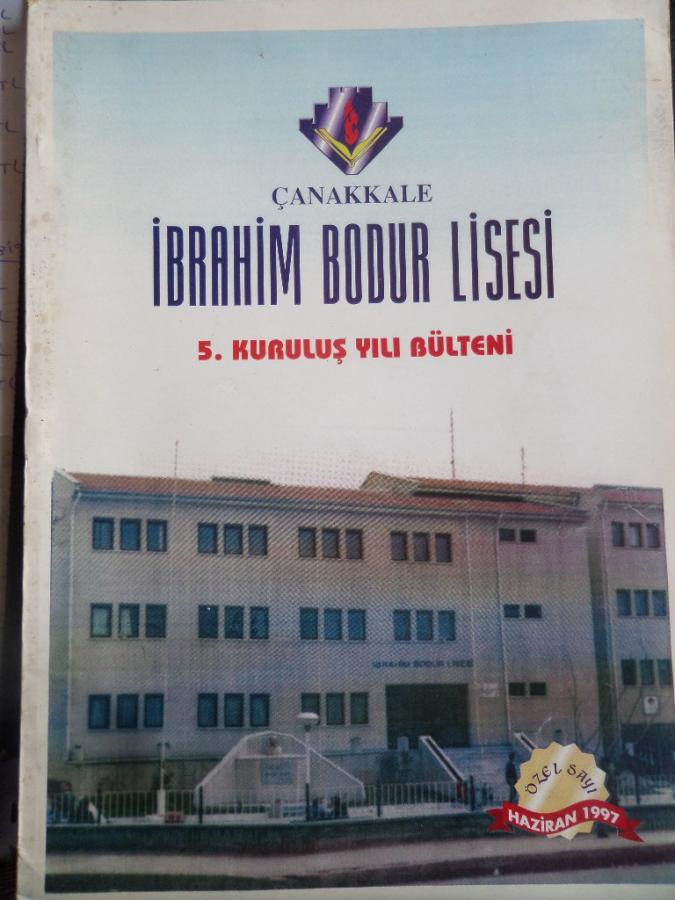 ÇANAKKALE
İBRAHİM BODUR LİSESİ
5. KURULUŞ YILI BÜLTENİ
İBRAHİM BODUR LİSESİ
ÖZEL SAYI
HAZİRAN 1997